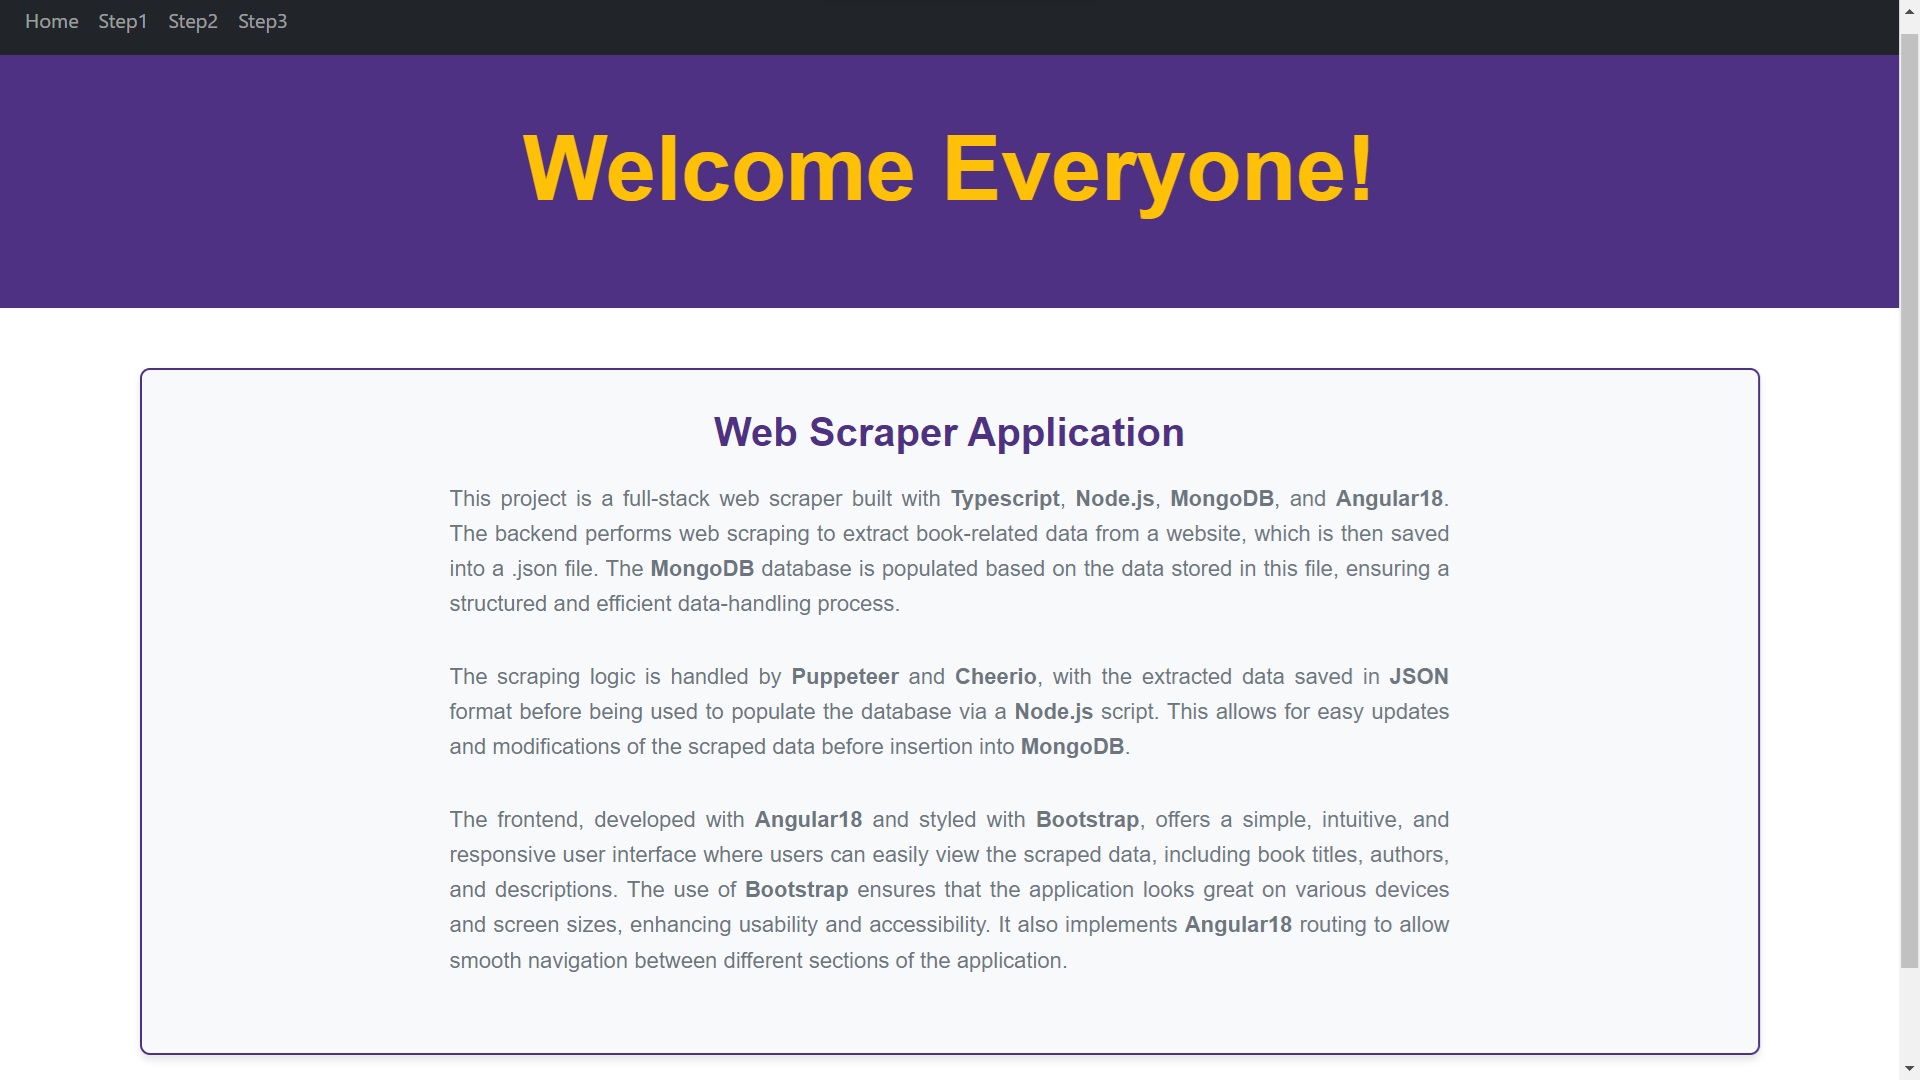 Home Step1 Step2 Step3
Welcome Everyone!
Web Scraper Application
This project is a full-stack web scraper built with Typescript, Node.js, MongoDB, and Angular18.
The backend performs web scraping to extract book-related data from a website, which is then saved
into a .json file. The MongoDB database is populated based on the data stored in this file, ensuring a
structured and efficient data-handling process.
The scraping logic is handled by Puppeteer and Cheerio, with the extracted data saved in JSON
format before being used to populate the database via a Node.js script. This allows for easy updates
and modifications of the scraped data before insertion into MongoDB.
The frontend, developed with Angular18 and styled with Bootstrap, offers a simple, intuitive, and
responsive user interface where users can easily view the scraped data, including book titles, authors,
and descriptions. The use of Bootstrap ensures that the application looks great on various devices
and screen sizes, enhancing usability and accessibility. It also implements Angular18 routing to allow
smooth navigation between different sections of the application.